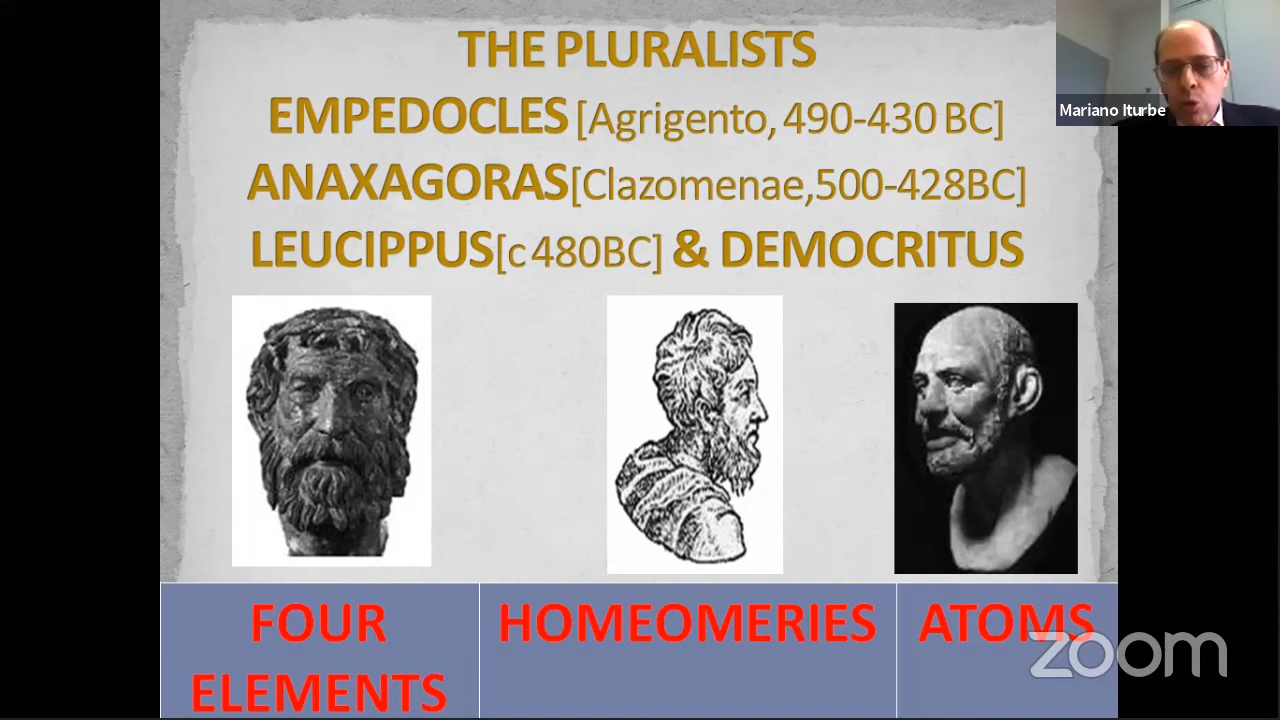 THE PLURALISTS
EMPEDOCLES [Agrigento, 490-430 BC]
ANAXAGORAS[Clazomenae,500-428BC]
LEUCIPPUS[c 480BC] & DEMOCRITUS
Mariano Iturbe
FOUR
ELEMENTS
HOMEOMERIES
ATOMS
zoom